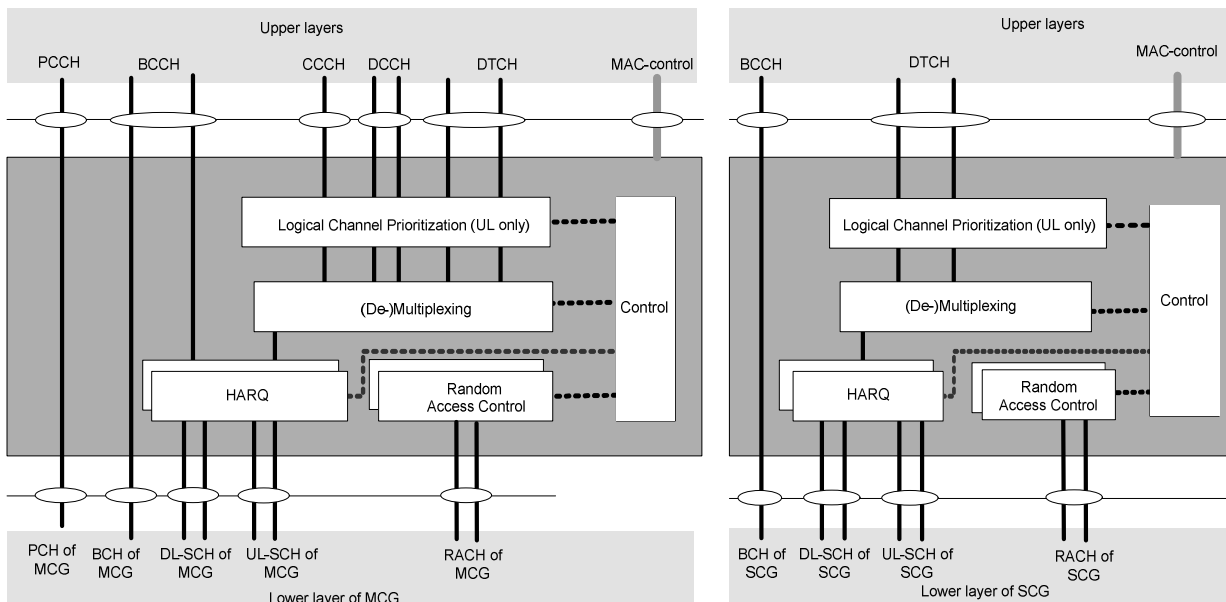 Upper layers
PCCH
BCCH
CCCH
DCCH
DTCH
MAC-control
Logical Channel Prioritization (UL only)
(De-)Multiplexing
Control
HARQ
Random
Access Control
PCH of
MCG
BCH of
MCG
DL-SCH of
MCG
UL-SCH of
MCG
RACH of
MCG
Lower layer of MCG
Upper layers
BCCH
DTCH
MAC-control
Logical Channel Prioritization (UL only)
(De-)Multiplexing
Control
HARQ
Random
Access Control
BCH of
SCG
DL-SCH of
SCG
UL-SCH of
SCG
RACH of
SCG
Lower layer of SCG